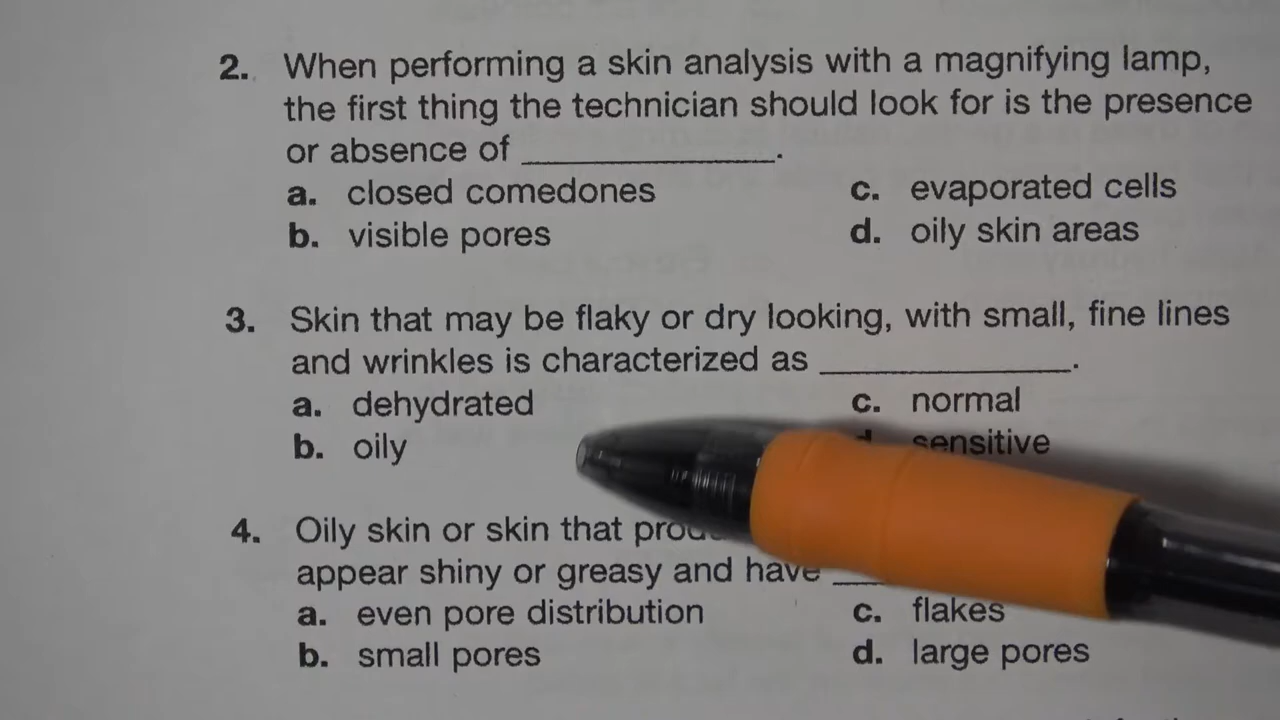 2. When performing a skin analysis with a magnifying lamp,
the first thing the technician should look for is the presence
or absence of ______________.
a. closed comedones c. evaporated cells
b. visible pores d. oily skin areas
3. Skin that may be flaky or dry looking, with small, fine lines
and wrinkles is characterized as ______________.
a. dehydrated c. normal
b. oily sensitive
4. Oily skin or skin that
appear shiny or greasy and have __
a. even pore distribution c. flakes
b. small pores d. large pores